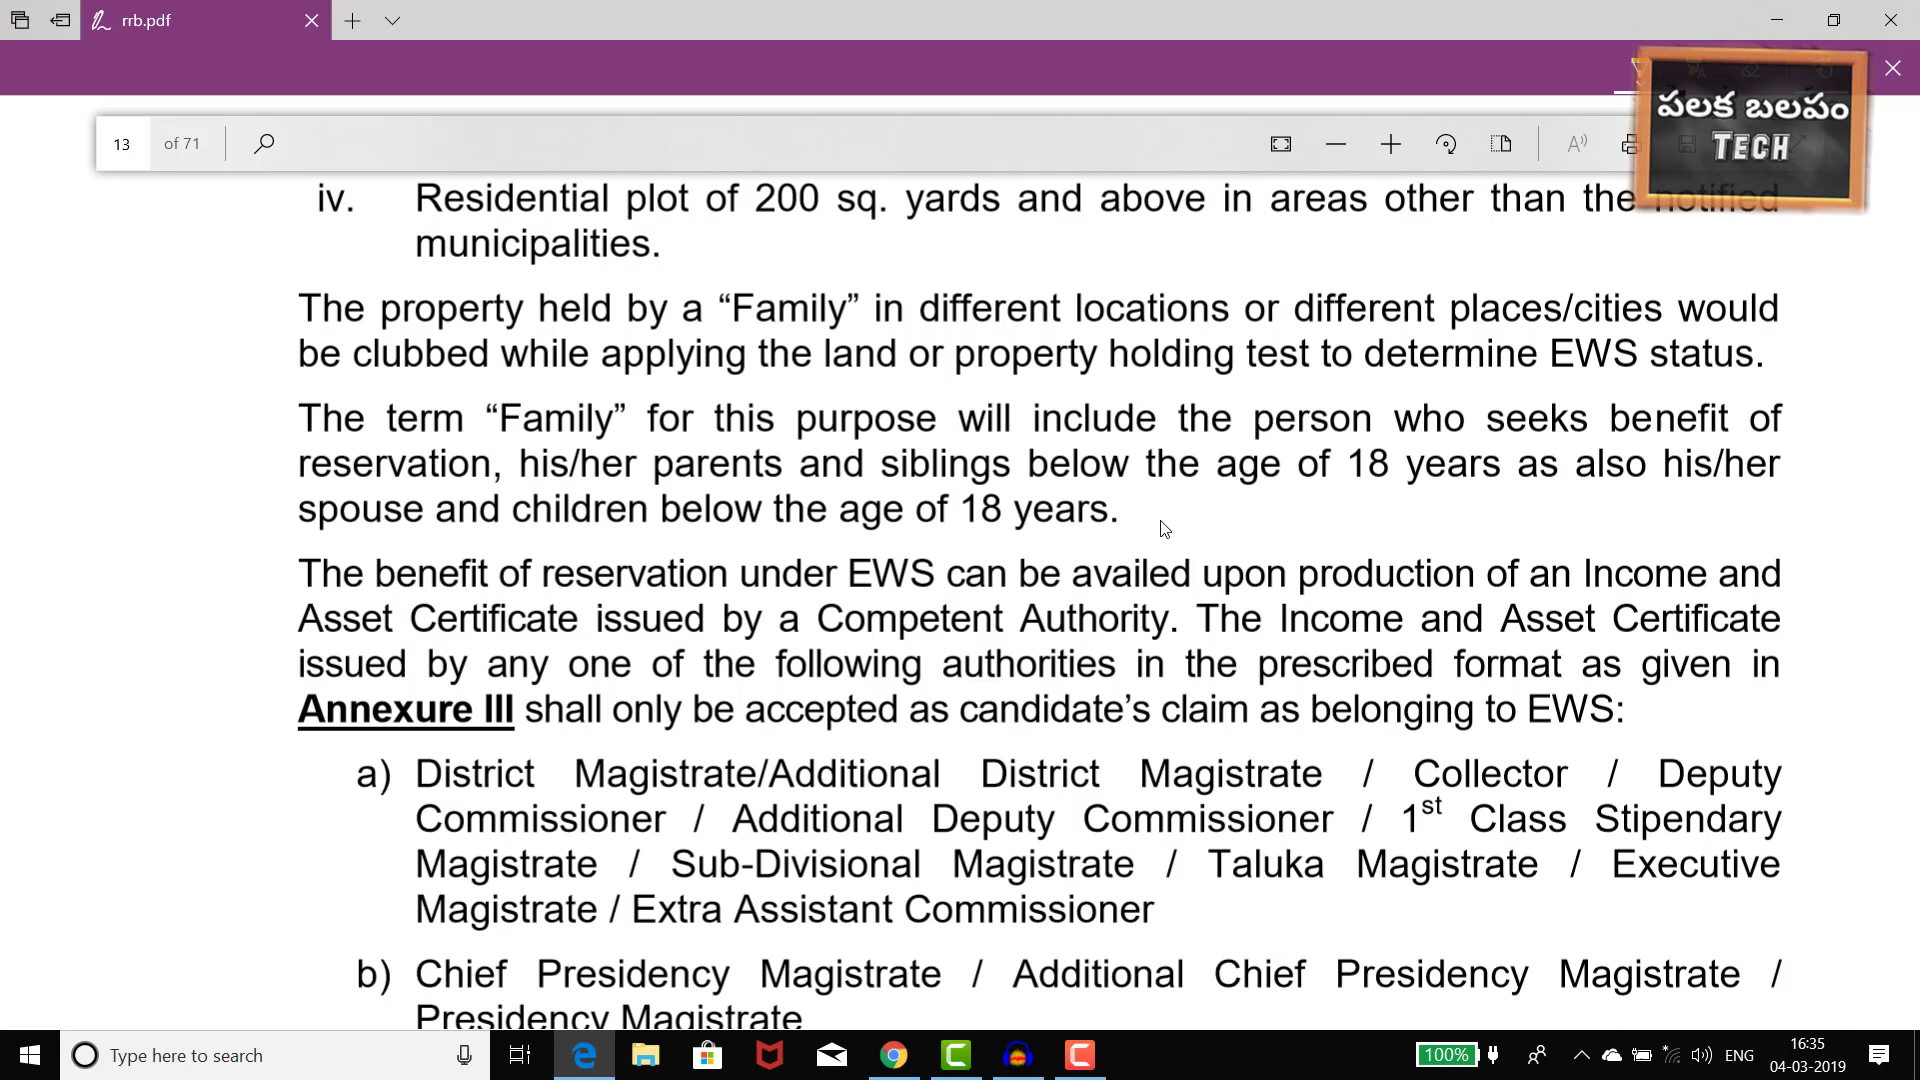 rrb.pdf
పలక బలపం
TECH
13 of 71
iv. Residential plot of 200 sq. yards and above in areas other than the notified
municipalities.
The property held by a “Family” in different locations or different places/cities would
be clubbed while applying the land or property holding test to determine EWS status.
The term “Family” for this purpose will include the person who seeks benefit of
reservation, his/her parents and siblings below the age of 18 years as also his/her
spouse and children below the age of 18 years.
The benefit of reservation under EWS can be availed upon production of an Income and
Asset Certificate issued by a Competent Authority. The Income and Asset Certificate
issued by any one of the following authorities in the prescribed format as given in
Annexure III shall only be accepted as candidate’s claim as belonging to EWS:
a) District Magistrate/Additional District Magistrate / Collector / Deputy
Commissioner / Additional Deputy Commissioner / 1st Class Stipendary
Magistrate / Sub-Divisional Magistrate / Taluka Magistrate / Executive
Magistrate / Extra Assistant Commissioner
b) Chief Presidency Magistrate / Additional Chief Presidency Magistrate /
Presidency Magistrate
Type here to search
100%
ENG
16:35
04-03-2019